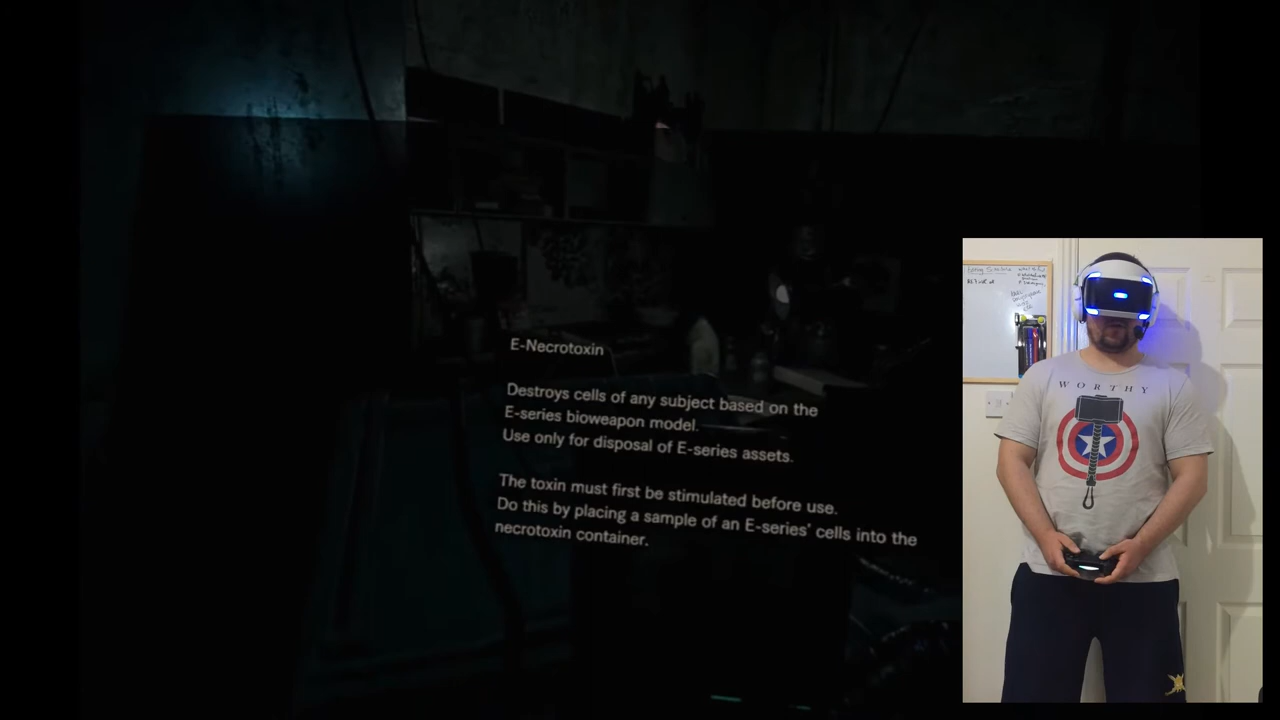 E-Necrotoxin
Destroys cells of any subject based on the
E-series bioweapon model.
Use only for disposal of E-series assets.
The toxin must first be stimulated before use.
Do this by placing a sample of an E-series' cells into the
necrotoxin container.
WORTHY